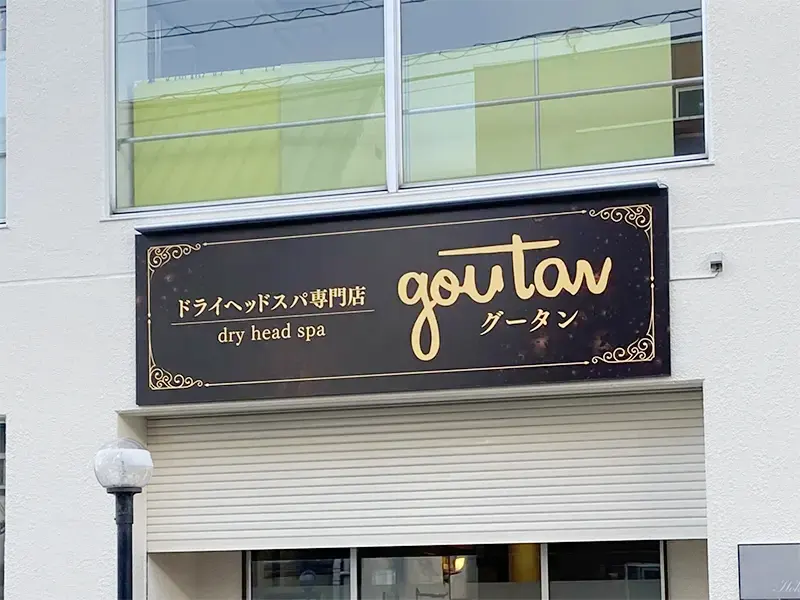 ドライヘッドスパ専門店
dry head spa
goutan
グータン